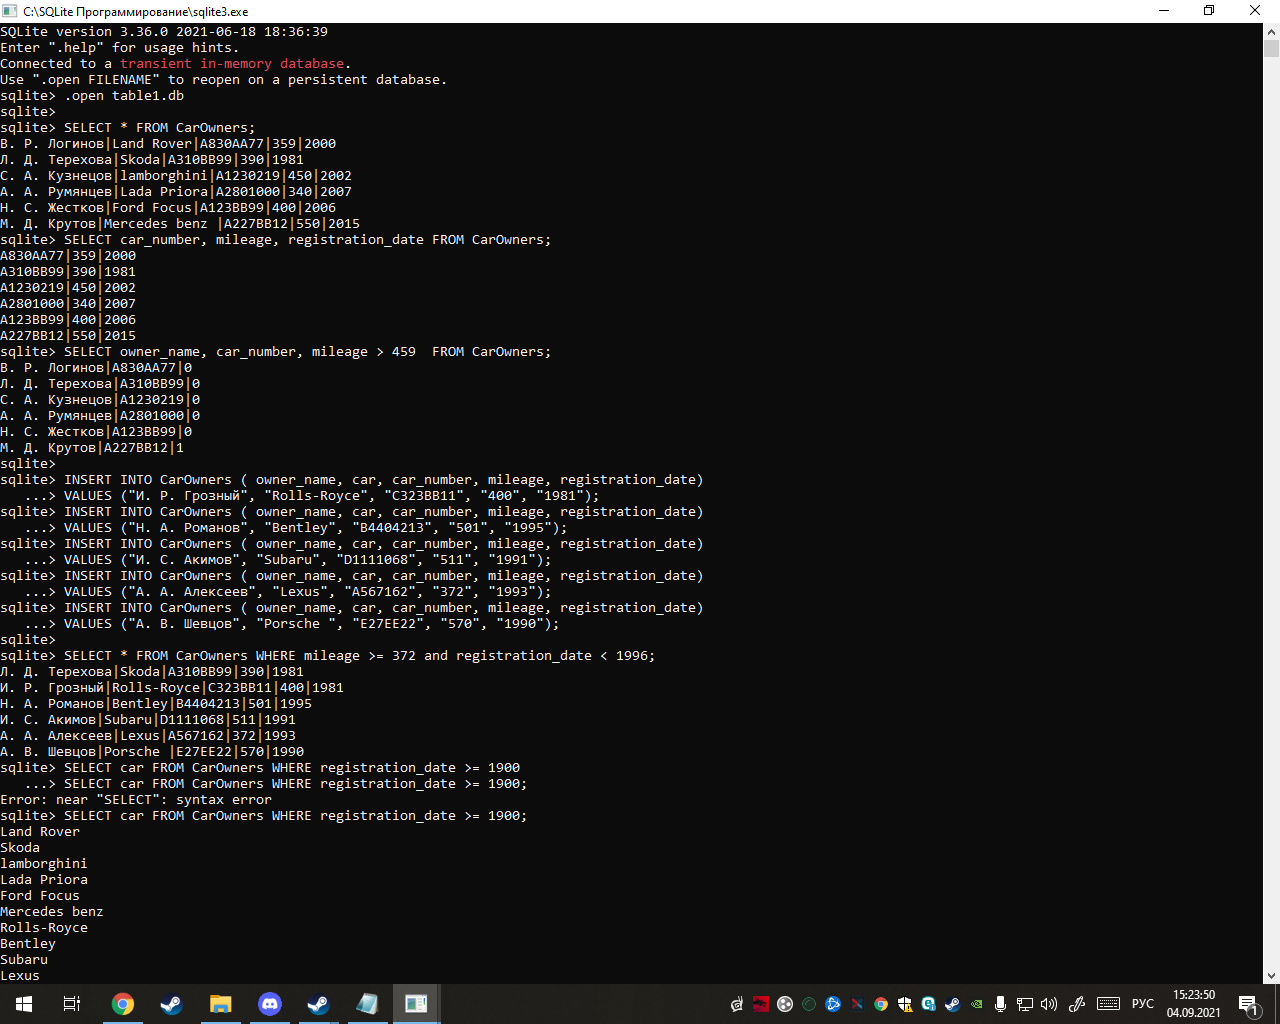 C:\SQLite Программирование\sqlite3.exe
SQLite version 3.36.0 2021-06-18 18:36:39
Enter ".help" for usage hints.
Connected to a transient in-memory database.
Use ".open FILENAME" to reopen on a persistent database.
sqlite> .open table1.db
sqlite>
sqlite> SELECT * FROM CarOwners;
В. Р. Логинов|Land Rover|A830AA77|359|2000
Л. Д. Терехова|Skoda|A310BB99|390|1981
С. А. Кузнецов|lamborghini|A1230219|450|2002
А. А. Румянцев|Lada Priora|A2801000|340|2007
Н. С. Жестков|Ford Focus|A123BB99|400|2006
М. Д. Крутов|Mercedes benz |A227BB12|550|2015
sqlite> SELECT car_number, mileage, registration_date FROM CarOwners;
A830AA77|359|2000
A310BB99|390|1981
A1230219|450|2002
A2801000|340|2007
A123BB99|400|2006
A227BB12|550|2015
sqlite> SELECT owner_name, car_number, mileage > 459  FROM CarOwners;
В. Р. Логинов|A830AA77|0
Л. Д. Терехова|A310BB99|0
С. А. Кузнецов|A1230219|0
А. А. Румянцев|A2801000|0
Н. С. Жестков|A123BB99|0
М. Д. Крутов|A227BB12|1
sqlite>
sqlite> INSERT INTO CarOwners ( owner_name, car, car_number, mileage, registration_date)
   ...> VALUES ("И. Р. Грозный", "Rolls-Royce", "C323BB11", "400", "1981");
sqlite> INSERT INTO CarOwners ( owner_name, car, car_number, mileage, registration_date)
   ...> VALUES ("Н. А. Романов", "Bentley", "B4404213", "501", "1995");
sqlite> INSERT INTO CarOwners ( owner_name, car, car_number, mileage, registration_date)
   ...> VALUES ("И. С. Акимов", "Subaru", "D1111068", "511", "1991");
sqlite> INSERT INTO CarOwners ( owner_name, car, car_number, mileage, registration_date)
   ...> VALUES ("А. А. Алексеев", "Lexus", "A567162", "372", "1993");
sqlite> INSERT INTO CarOwners ( owner_name, car, car_number, mileage, registration_date)
   ...> VALUES ("А. В. Шевцов", "Porsche ", "E27EE22", "570", "1990");
sqlite>
sqlite> SELECT * FROM CarOwners WHERE mileage >= 372 and registration_date < 1996;
Л. Д. Терехова|Skoda|A310BB99|390|1981
И. Р. Грозный|Rolls-Royce|C323BB11|400|1981
Н. А. Романов|Bentley|B4404213|501|1995
И. С. Акимов|Subaru|D1111068|511|1991
А. А. Алексеев|Lexus|A567162|372|1993
А. В. Шевцов|Porsche |E27EE22|570|1990
sqlite> SELECT car FROM CarOwners WHERE registration_date >= 1900
   ...> SELECT car FROM CarOwners WHERE registration_date >= 1900;
Error: near "SELECT": syntax error
sqlite> SELECT car FROM CarOwners WHERE registration_date >= 1900;
Land Rover
Skoda
lamborghini
Lada Priora
Ford Focus
Mercedes benz
Rolls-Royce
Bentley
Subaru
Lexus
РУС
15:23:50
04.09.2021
1